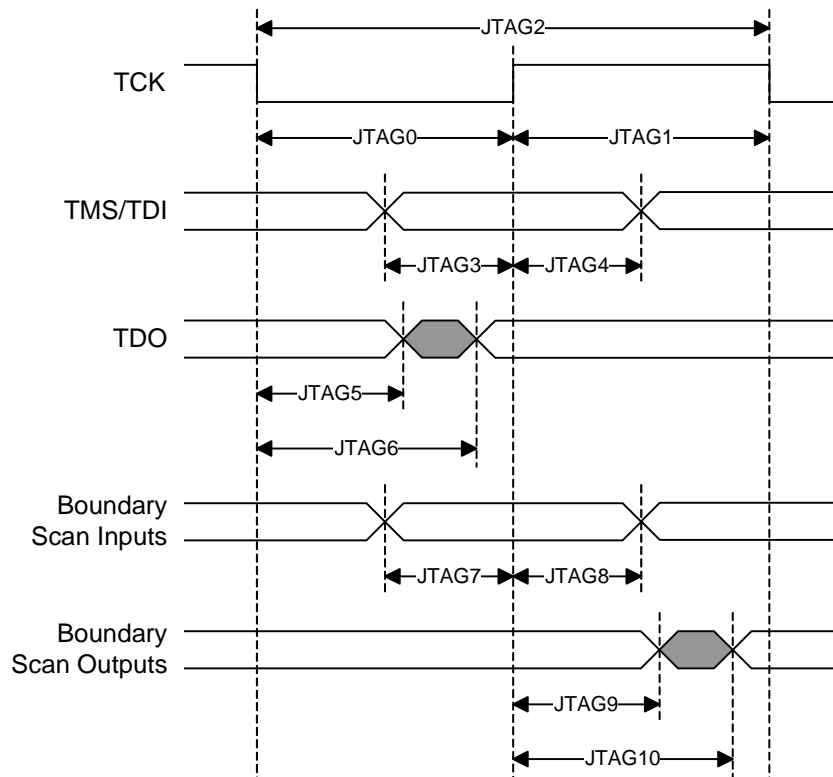 JTAG2
TCK
JTAG0
JTAG1
TMS/TDI
JTAG3
JTAG4
TDO
JTAG5
JTAG6
Boundary
Scan Inputs
JTAG7
JTAG8
Boundary
Scan Outputs
JTAG9
JTAG10